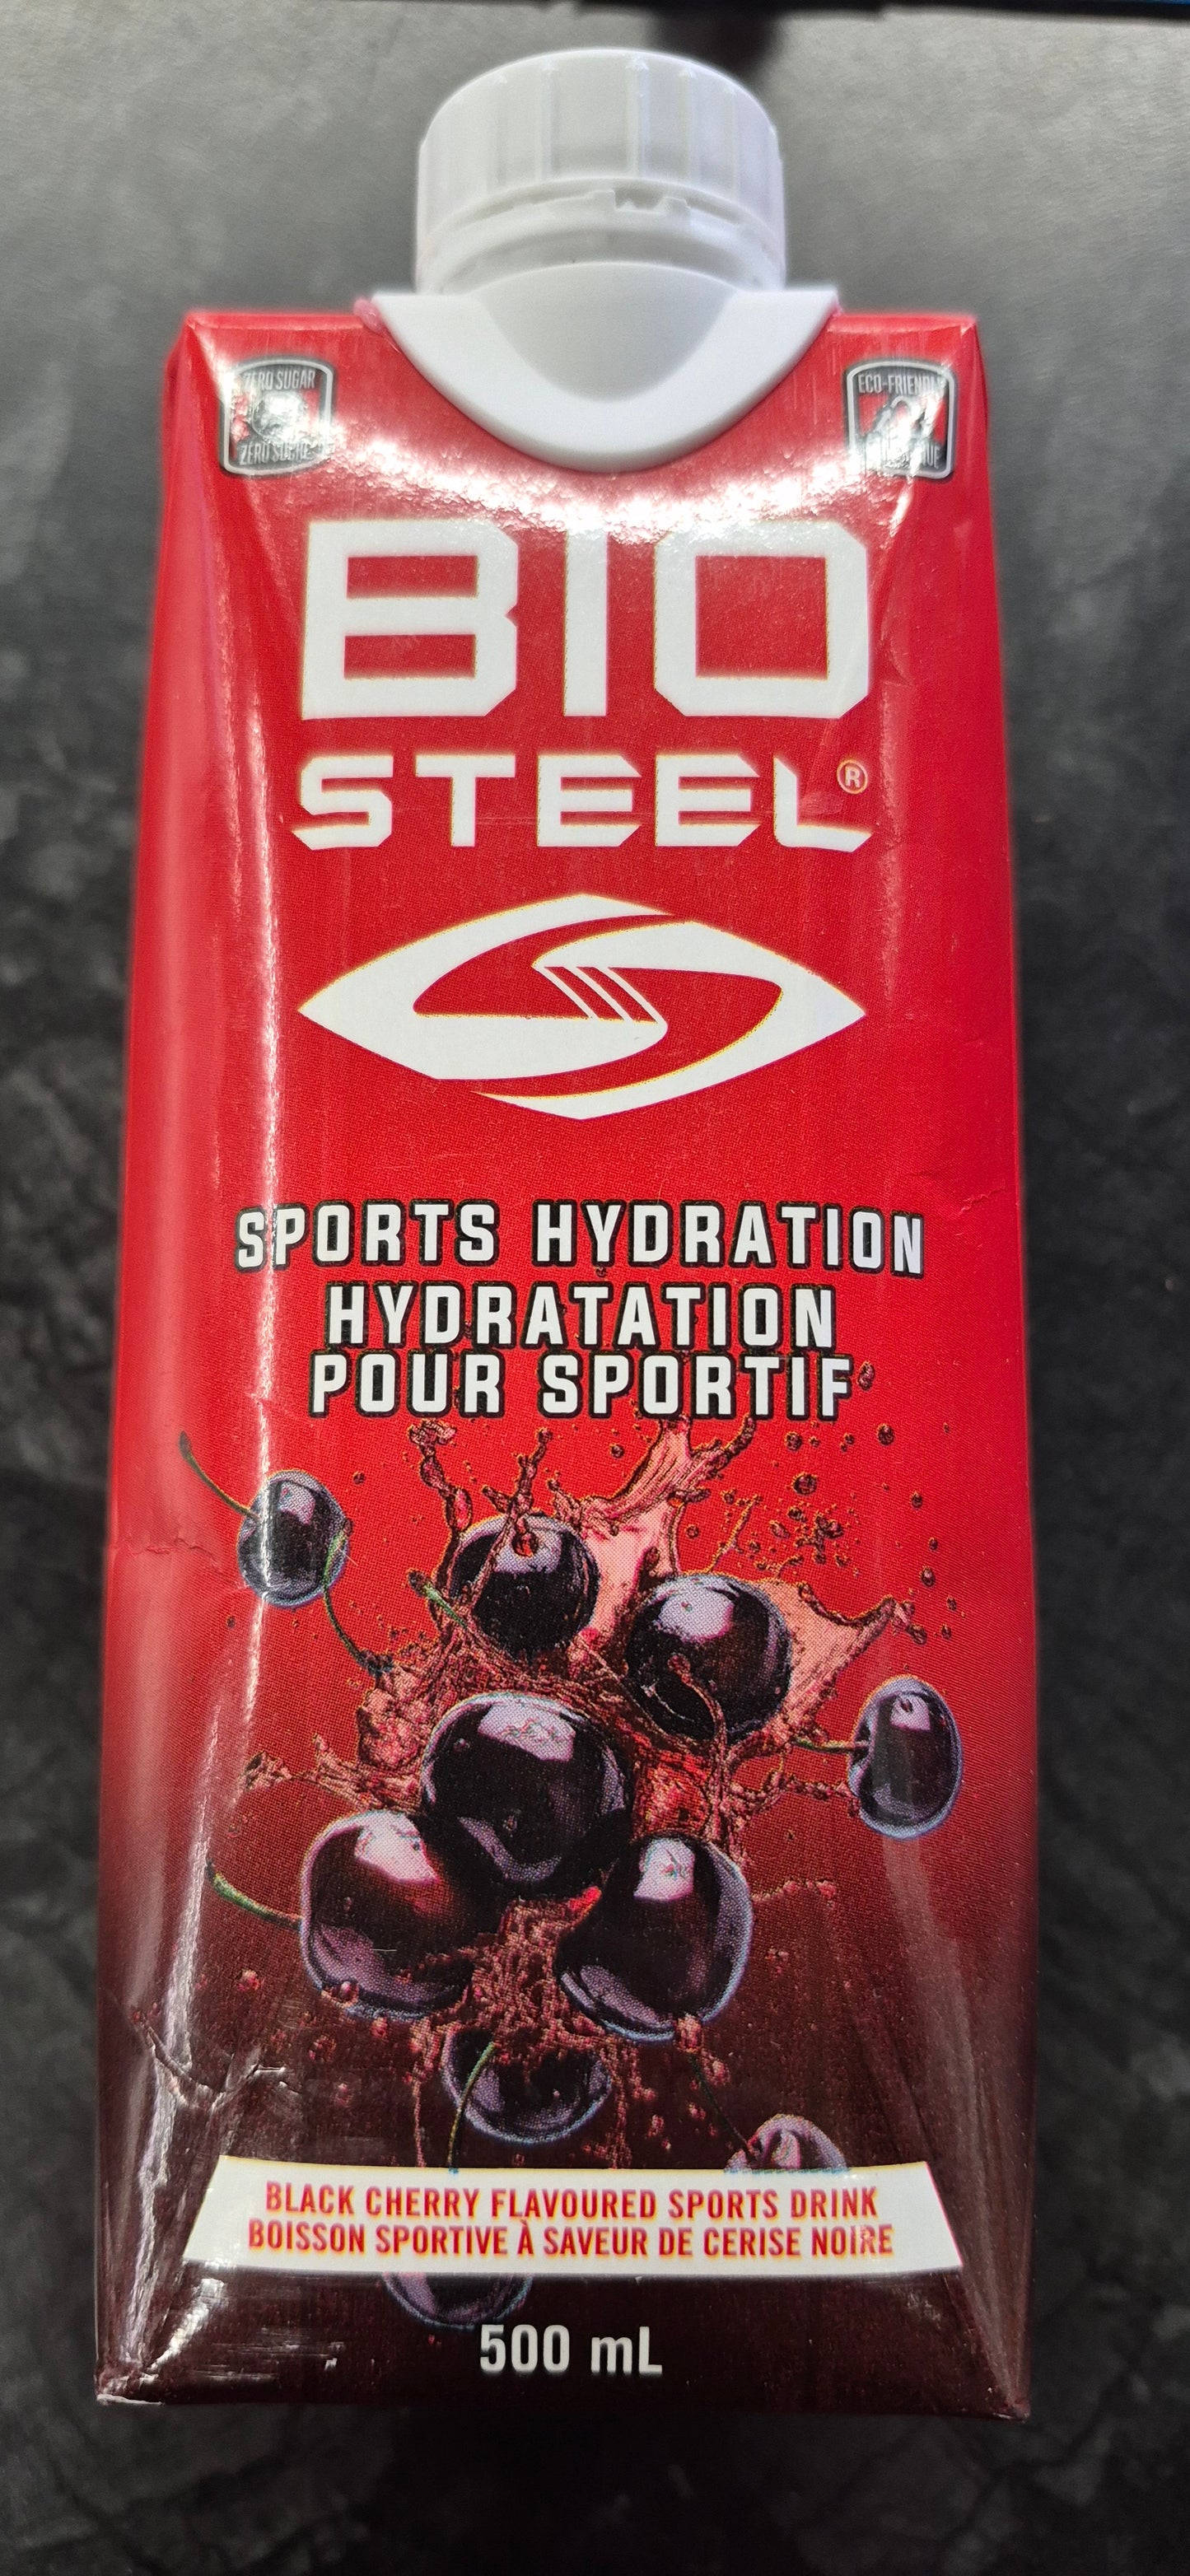 ZERO SUGAR
ZÉRO SUCRE
ECO-FRIENDLY
BIO
STEEL®
SPORTS HYDRATION
HYDRATATION
POUR SPORTIF
BLACK CHERRY FLAVOURED SPORTS DRINK
BOISSON SPORTIVE À SAVEUR DE CERISE NOIRE
500 mL